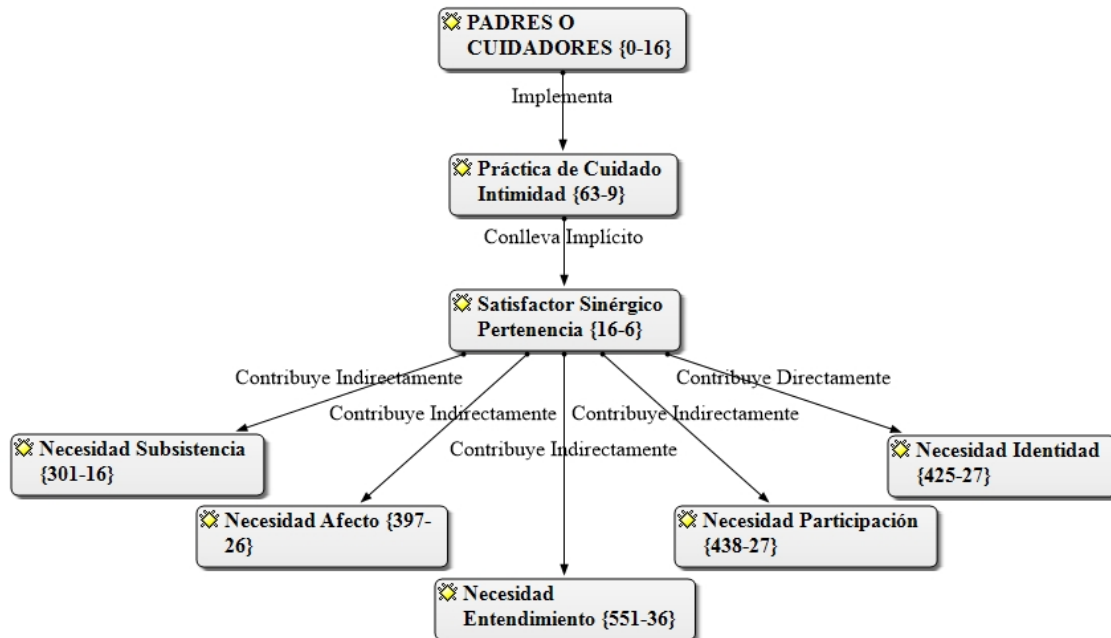 PADRES O
CUIDADORES {0-16}
Implementa
Práctica de Cuidado
Intimidad {63-9}
Conlleva Implícito
Satisfactor Sinérgico
Pertenencia {16-6}
Contribuye Indirectamente
Contribuye Directamente
Contribuye Indirectamente
Contribuye Indirectamente
Contribuye Indirectamente
Necesidad Subsistencia
{301-16}
Necesidad Identidad
{425-27}
Necesidad Afecto {397-
26}
Necesidad Participación
{438-27}
Necesidad
Entendimiento {551-36}